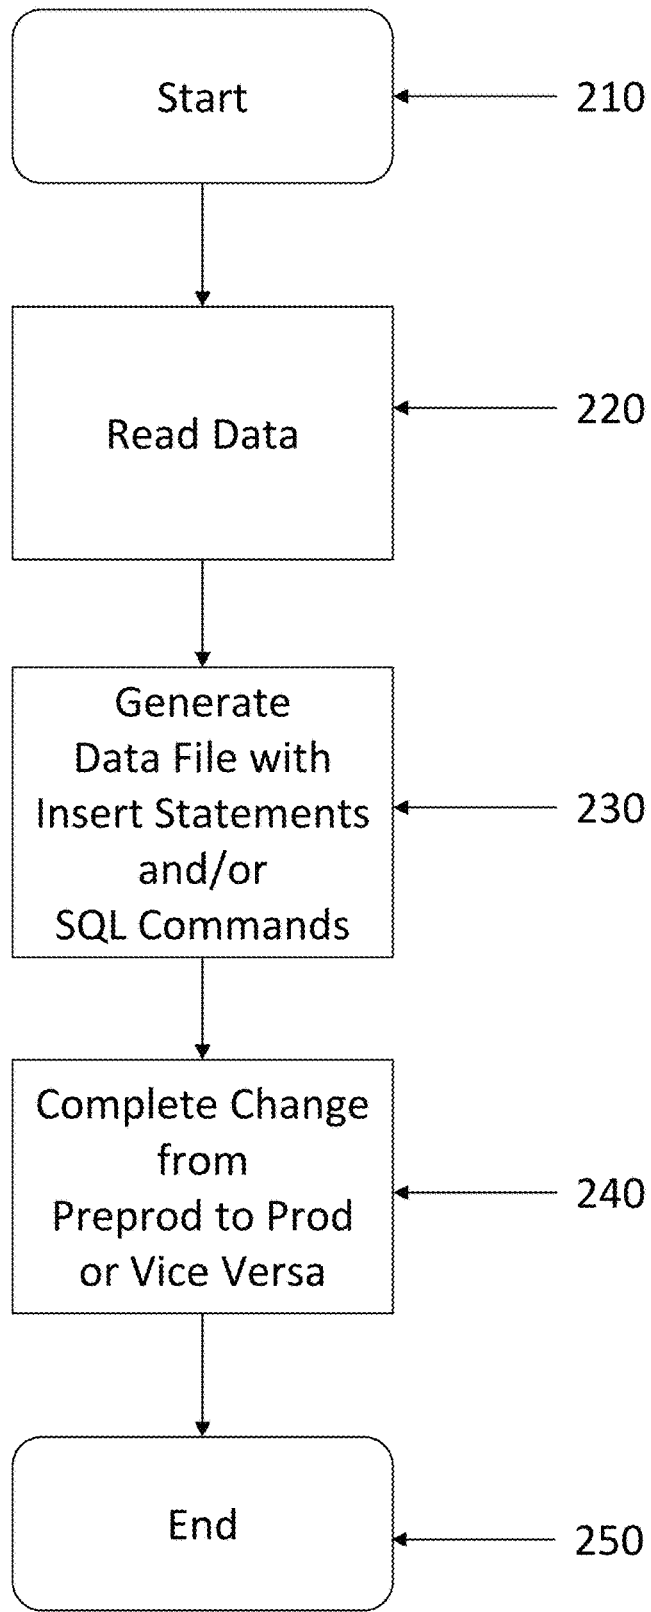 Start
210
Read Data
220
Generate
Data File with
Insert Statements
and/or
SQL Commands
230
Complete Change
from
Preprod to Prod
or Vice Versa
240
End
250